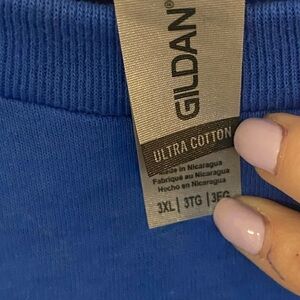 GILDAN®
ULTRA COTTON
Made in Nicaragua
Fabriqué au Nicaragua
Hecho en Nicaragua
3XL | 3TG | 3EG